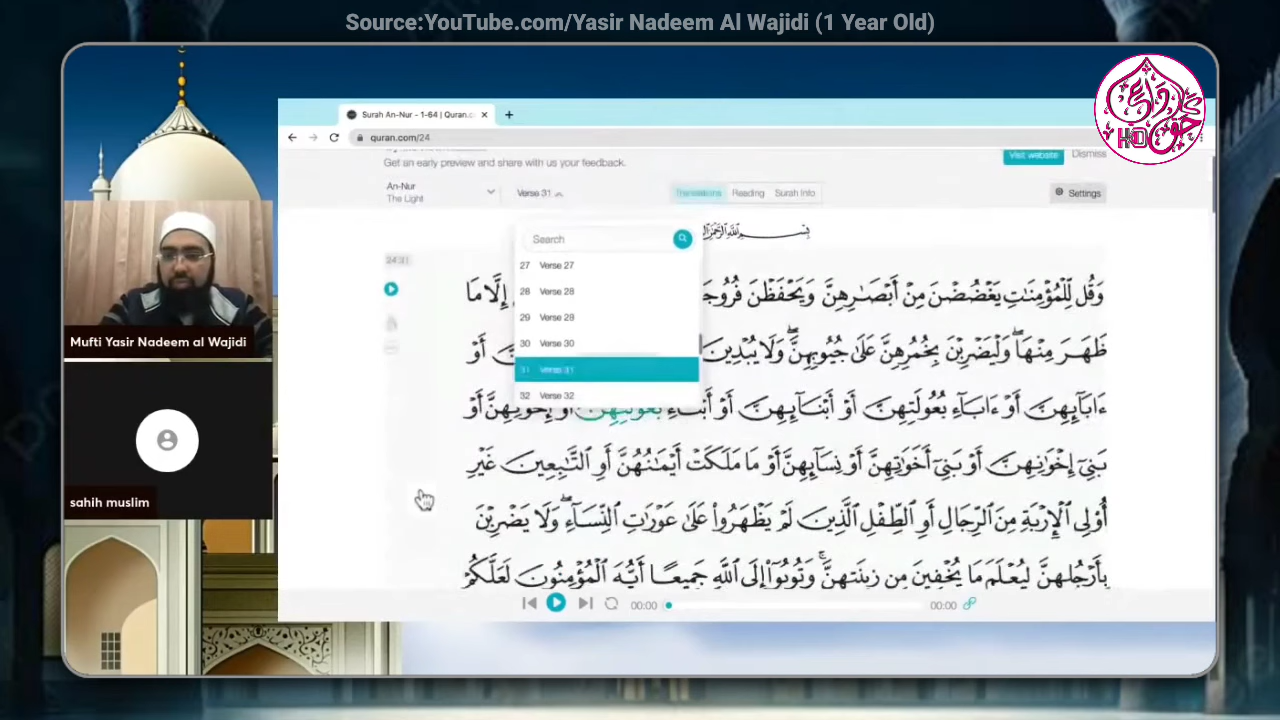 Source:YouTube.com/Yasir Nadeem Al Wajidi (1 Year Old)
Surah An-Nur - 1-64 | Quran.c
quran.com/24
Get an early preview and share with us your feedback.
Visit website
Dismiss
An-Nur
The Light
Verse 31
Translations
Reading
Surah Info
Settings
Search
27 Verse 27
28 Verse 28
29 Verse 29
30 Verse 30
31 Verse 31
32 Verse 32
24:31
وَقُل لِّلْمُؤْمِنَـٰتِ يَغْضُضْنَ مِنْ أَبْصَـٰرِهِنَّ وَيَحْفَظْنَ إِلَّا مَا
ظَهَرَ مِنْهَا ۖ وَلْيَضْرِبْنَ بِخُمُرِهِنَّ عَلَىٰ جُيُوبِهِنَّ ۖ وَلَا يُبْدِينَ أَوْ
ءَابَآئِهِنَّ أَوْ ءَابَآءِ بُعُولَتِهِنَّ أَوْ أَبْنَآئِهِنَّ أَوْ أَبْنَآءِ بُعُولَتِهِنَّ أَوْ إِخْوَٰنِهِنَّ أَوْ
بَنِىٓ إِخْوَٰنِهِنَّ أَوْ بَنِىٓ أَخَوَٰتِهِنَّ أَوْ نِسَآئِهِنَّ أَوْ مَا مَلَكَتْ أَيْمَـٰنُهُنَّ أَوِ ٱلتَّـٰبِعِينَ غَيْرِ
أُو۟لِى ٱلْإِرْبَةِ مِنَ ٱلرِّجَالِ أَوِ ٱلطِّفْلِ ٱلَّذِينَ لَمْ يَظْهَرُوا۟ عَلَىٰ عَوْرَٰتِ ٱلنِّسَآءِ ۖ وَلَا يَضْرِبْنَ
بِأَرْجُلِهِنَّ لِيُعْلَمَ مَا يُخْفِينَ مِن زِينَتِهِنَّ ۚ وَتُوبُوٓا۟ إِلَى ٱللَّهِ جَمِيعًا أَيُّهَ ٱلْمُؤْمِنُونَ لَعَلَّكُمْ
00:00
00:00
Mufti Yasir Nadeem al Wajidi
sahih muslim